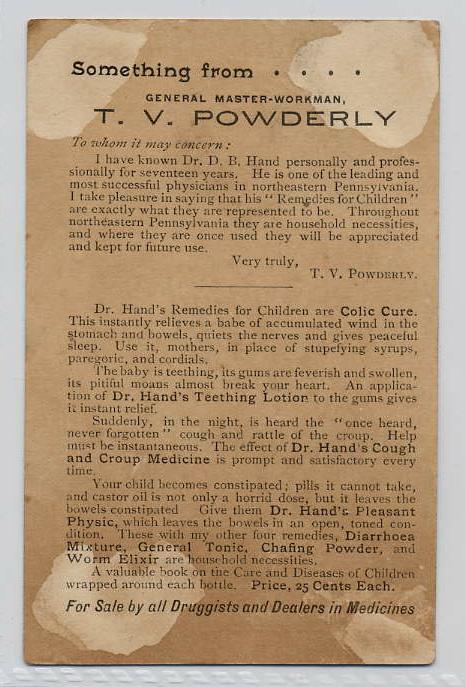 Something from . . . .
GENERAL MASTER-WORKMAN,
T. V. POWDERLY
To whom it may concern:
I have known Dr. D. B. Hand personally and profes-
sionally for seventeen years. He is one of the leading and
most successful physicians in northeastern Pennsylvania.
I take pleasure in saying that his "Remedies for Children"
are exactly what they are represented to be. Throughout
northeastern Pennsylvania they are household necessities,
and where they are once used they will be appreciated
and kept for future use.
Very truly,
T. V. POWDERLY.
Dr. Hand's Remedies for Children are Colic Cure.
This instantly relieves a babe of accumulated wind in the
stomach and bowels, quiets the nerves and gives peaceful
sleep. Use it, mothers, in place of stupefying syrups,
paregoric, and cordials.
The baby is teething, its gums are feverish and swollen,
its pitiful moans almost break your heart. An applica-
tion of Dr. Hand's Teething Lotion to the gums gives
it instant relief.
Suddenly, in the night, is heard the "once heard,
never forgotten" cough and rattle of the croup. Help
must be instantaneous. The effect of Dr. Hand's Cough
and Croup Medicine is prompt and satisfactory every
time.
Your child becomes constipated; pills it cannot take,
and castor oil is not only a horrid dose, but it leaves the
bowels constipated Give them Dr. Hand's Pleasant
Physic, which leaves the bowels in an open, toned con-
dition. These with my other four remedies, Diarrhoea
Mixture, General Tonic, Chafing Powder, and
Worm Elixir are household necessities.
A valuable book on the Care and Diseases of Children
wrapped around each bottle. Price, 25 Cents Each.
For Sale by all Druggists and Dealers in Medicines